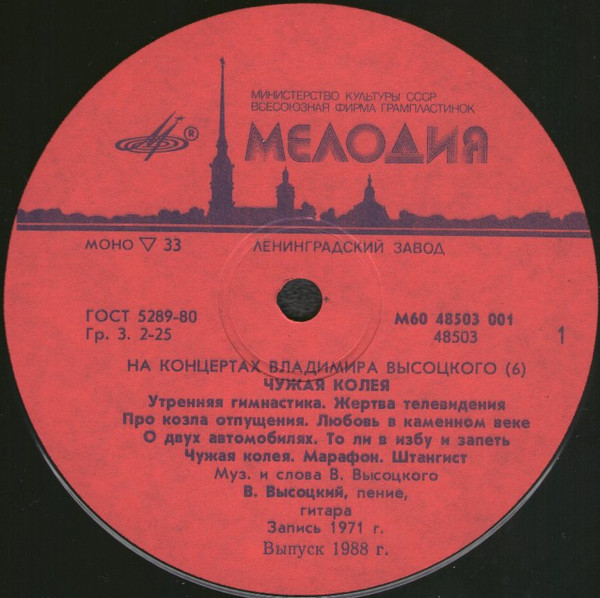 МИНИСТЕРСТВО КУЛЬТУРЫ СССР
ВСЕСОЮЗНАЯ ФИРМА ГРАМПЛАСТИНОК
МЕЛОДИЯ
®
МОНО ▽ 33
ЛЕНИНГРАДСКИЙ ЗАВОД
ГОСТ 5289-80
Гр. 3. 2-25
М60 48503 001
48503
1
НА КОНЦЕРТАХ ВЛАДИМИРА ВЫСОЦКОГО (6)
ЧУЖАЯ КОЛЕЯ
Утренняя гимнастика. Жертва телевидения
Про козла отпущения. Любовь в каменном веке
О двух автомобилях. То ли в избу и запеть
Чужая колея. Марафон. Штангист
Муз. и слова В. Высоцкого
В. Высоцкий, пение,
гитара
Запись 1971 г.
Выпуск 1988 г.